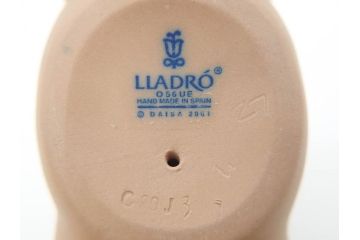 LLADRÓ®
O56UE
HAND MADE IN SPAIN
© DAISA 2001